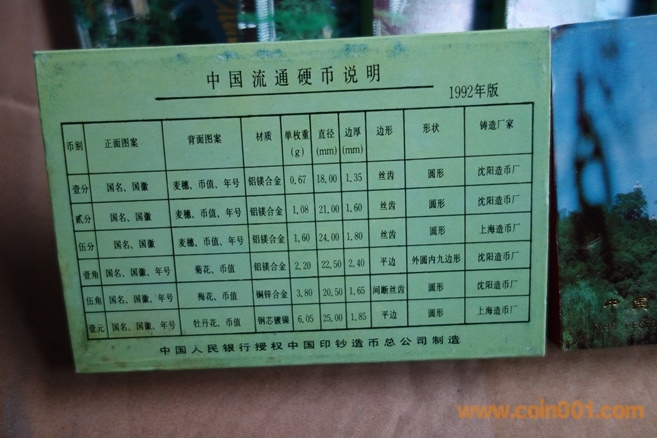 中国流通硬币说明
1992年版
币别 正面图案 背面图案 材质 单枚重(g) 直径(mm) 边厚(mm) 边形 形状 铸造厂家
壹分 国名、国徽 麦穗、币值、年号 铝镁合金 0.67 18.00 1.35 丝齿 圆形 沈阳造币厂
贰分 国名、国徽 麦穗、币值、年号 铝镁合金 1.08 21.00 1.60 丝齿 圆形 沈阳造币厂
伍分 国名、国徽 麦穗、币值、年号 铝镁合金 1.60 24.00 1.80 丝齿 圆形 上海造币厂
壹角 国名、国徽、年号 菊花、币值 铝镁合金 2.20 22.50 2.40 平边 外圆内九边形 沈阳造币厂
伍角 国名、国徽、年号 梅花、币值 铜锌合金 3.80 20.50 1.65 间断丝齿 圆形 沈阳造币厂
壹元 国名、国徽、年号 牡丹花、币值 钢芯镀镍 6.05 25.00 1.85 平边 圆形 上海造币厂
中国人民银行授权中国印钞造币总公司制造
中国
www.coin001.com